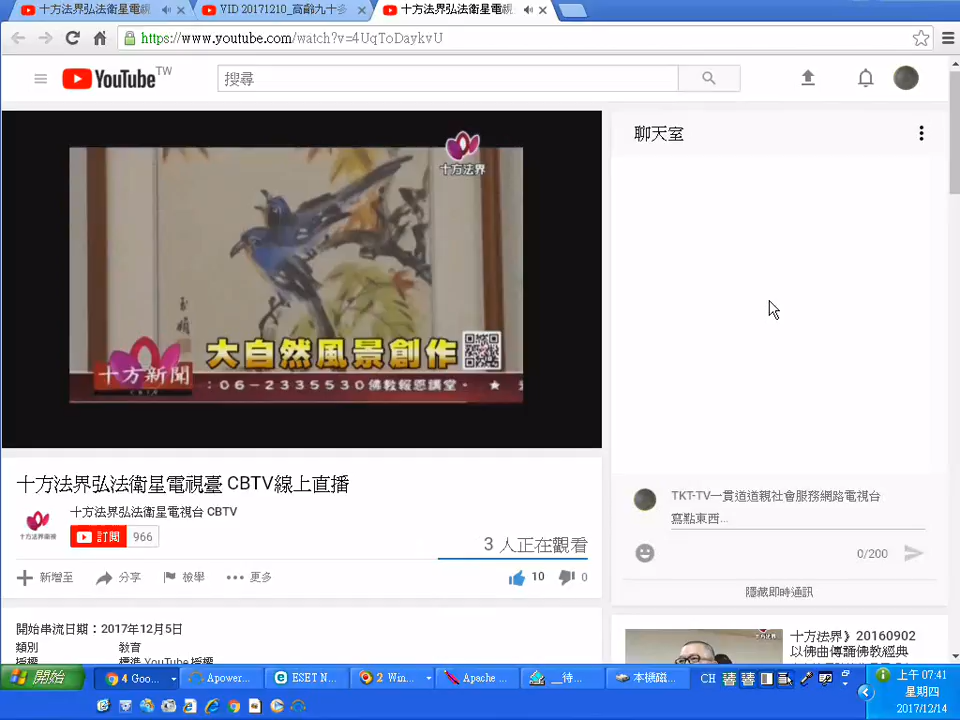 十方法界弘法衛星電視
VID 20171210_高齡九十多
十方法界弘法衛星電視
https://www.youtube.com/watch?v=4UqToDaykvU
YouTube TW
搜尋
聊天室
十方法界
大自然風景創作
十方新聞
CBTV
：06－2335530佛教報恩講堂。 ★
十方法界弘法衛星電視臺 CBTV線上直播
十方法界弘法衛星電視台 CBTV
訂閱 966
3 人正在觀看
新增至 分享 檢舉 更多
10 0
TKT-TV一貫道道親社會服務網路電視台
寫點東西...
0/200
隱藏即時通訊
開始串流日期：2017年12月5日
類別 教育
授權 標準 YouTube 授權
十方法界》20160902
以佛曲傳誦佛教經典
開始
4 Goo...
Apower...
ESET N...
2 Win...
Apache ...
__待...
本機磁...
CH
上午 07:41
星期四
2017/12/14